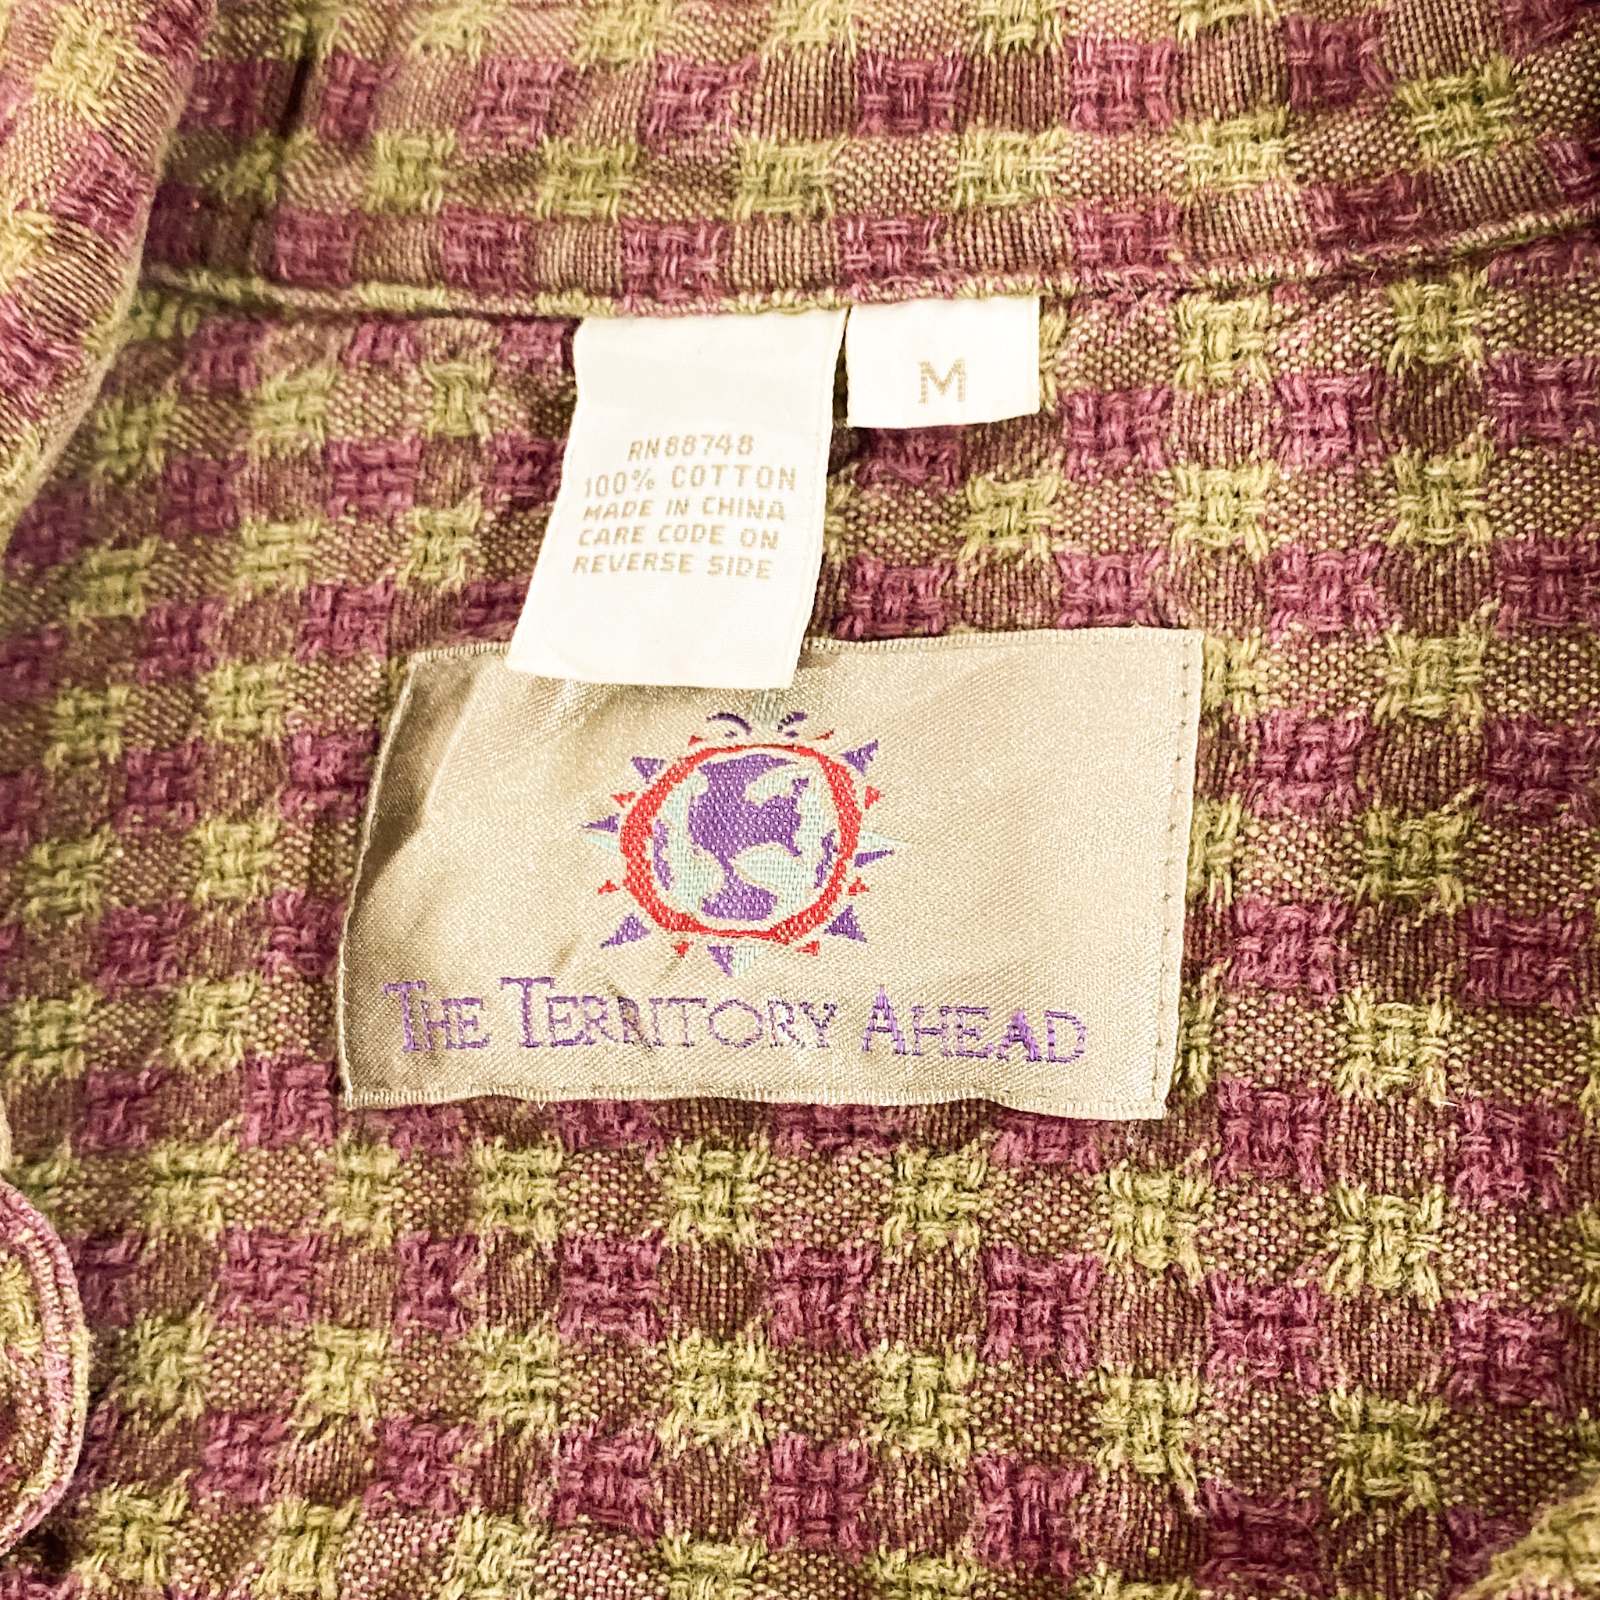 M
RN88748
100% COTTON
MADE IN CHINA
CARE CODE ON
REVERSE SIDE
THE TERRITORY AHEAD